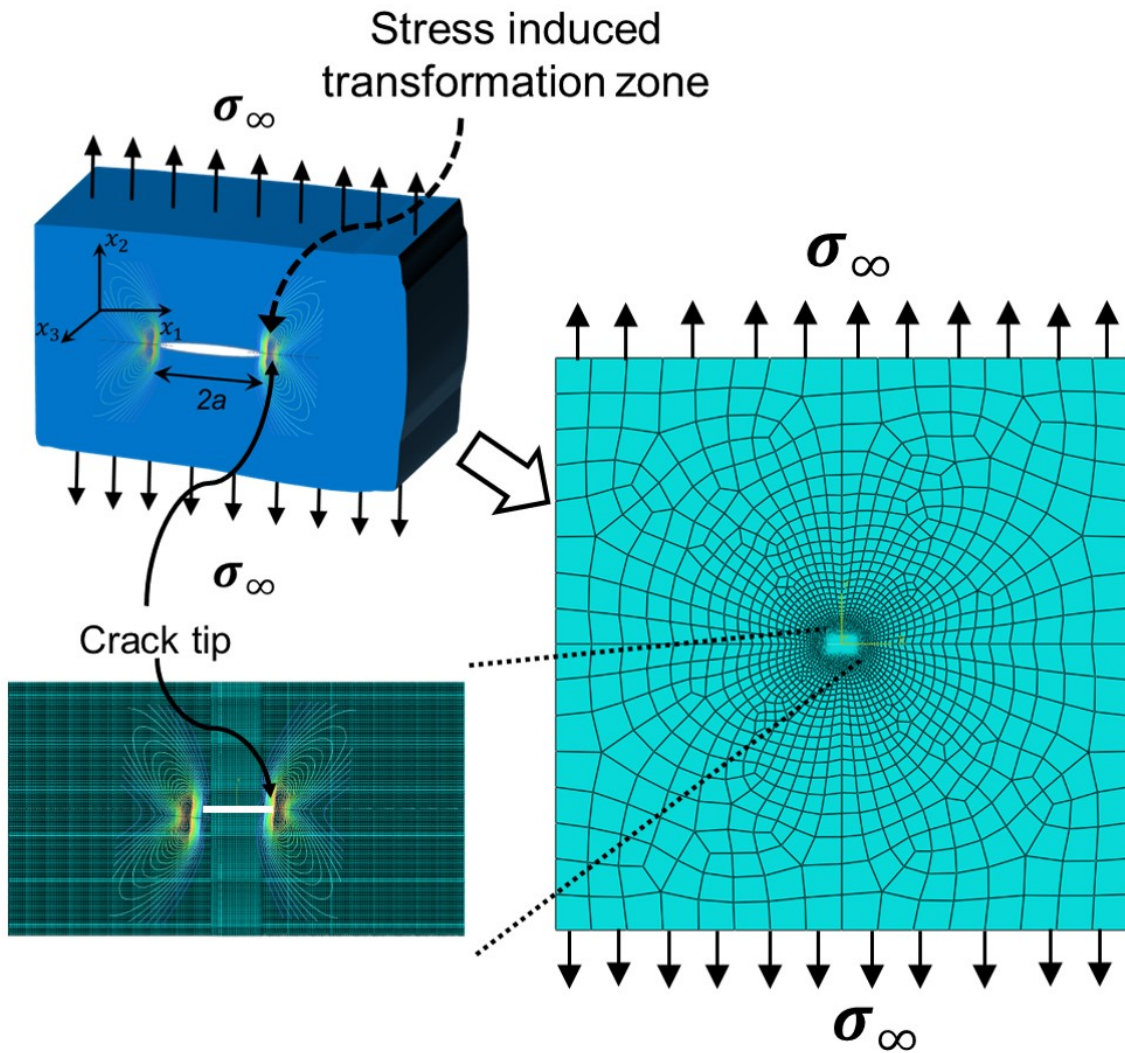 Stress induced
transformation zone
σ∞
x₂
x₃
x₁
2a
σ∞
σ∞
Crack tip
σ∞